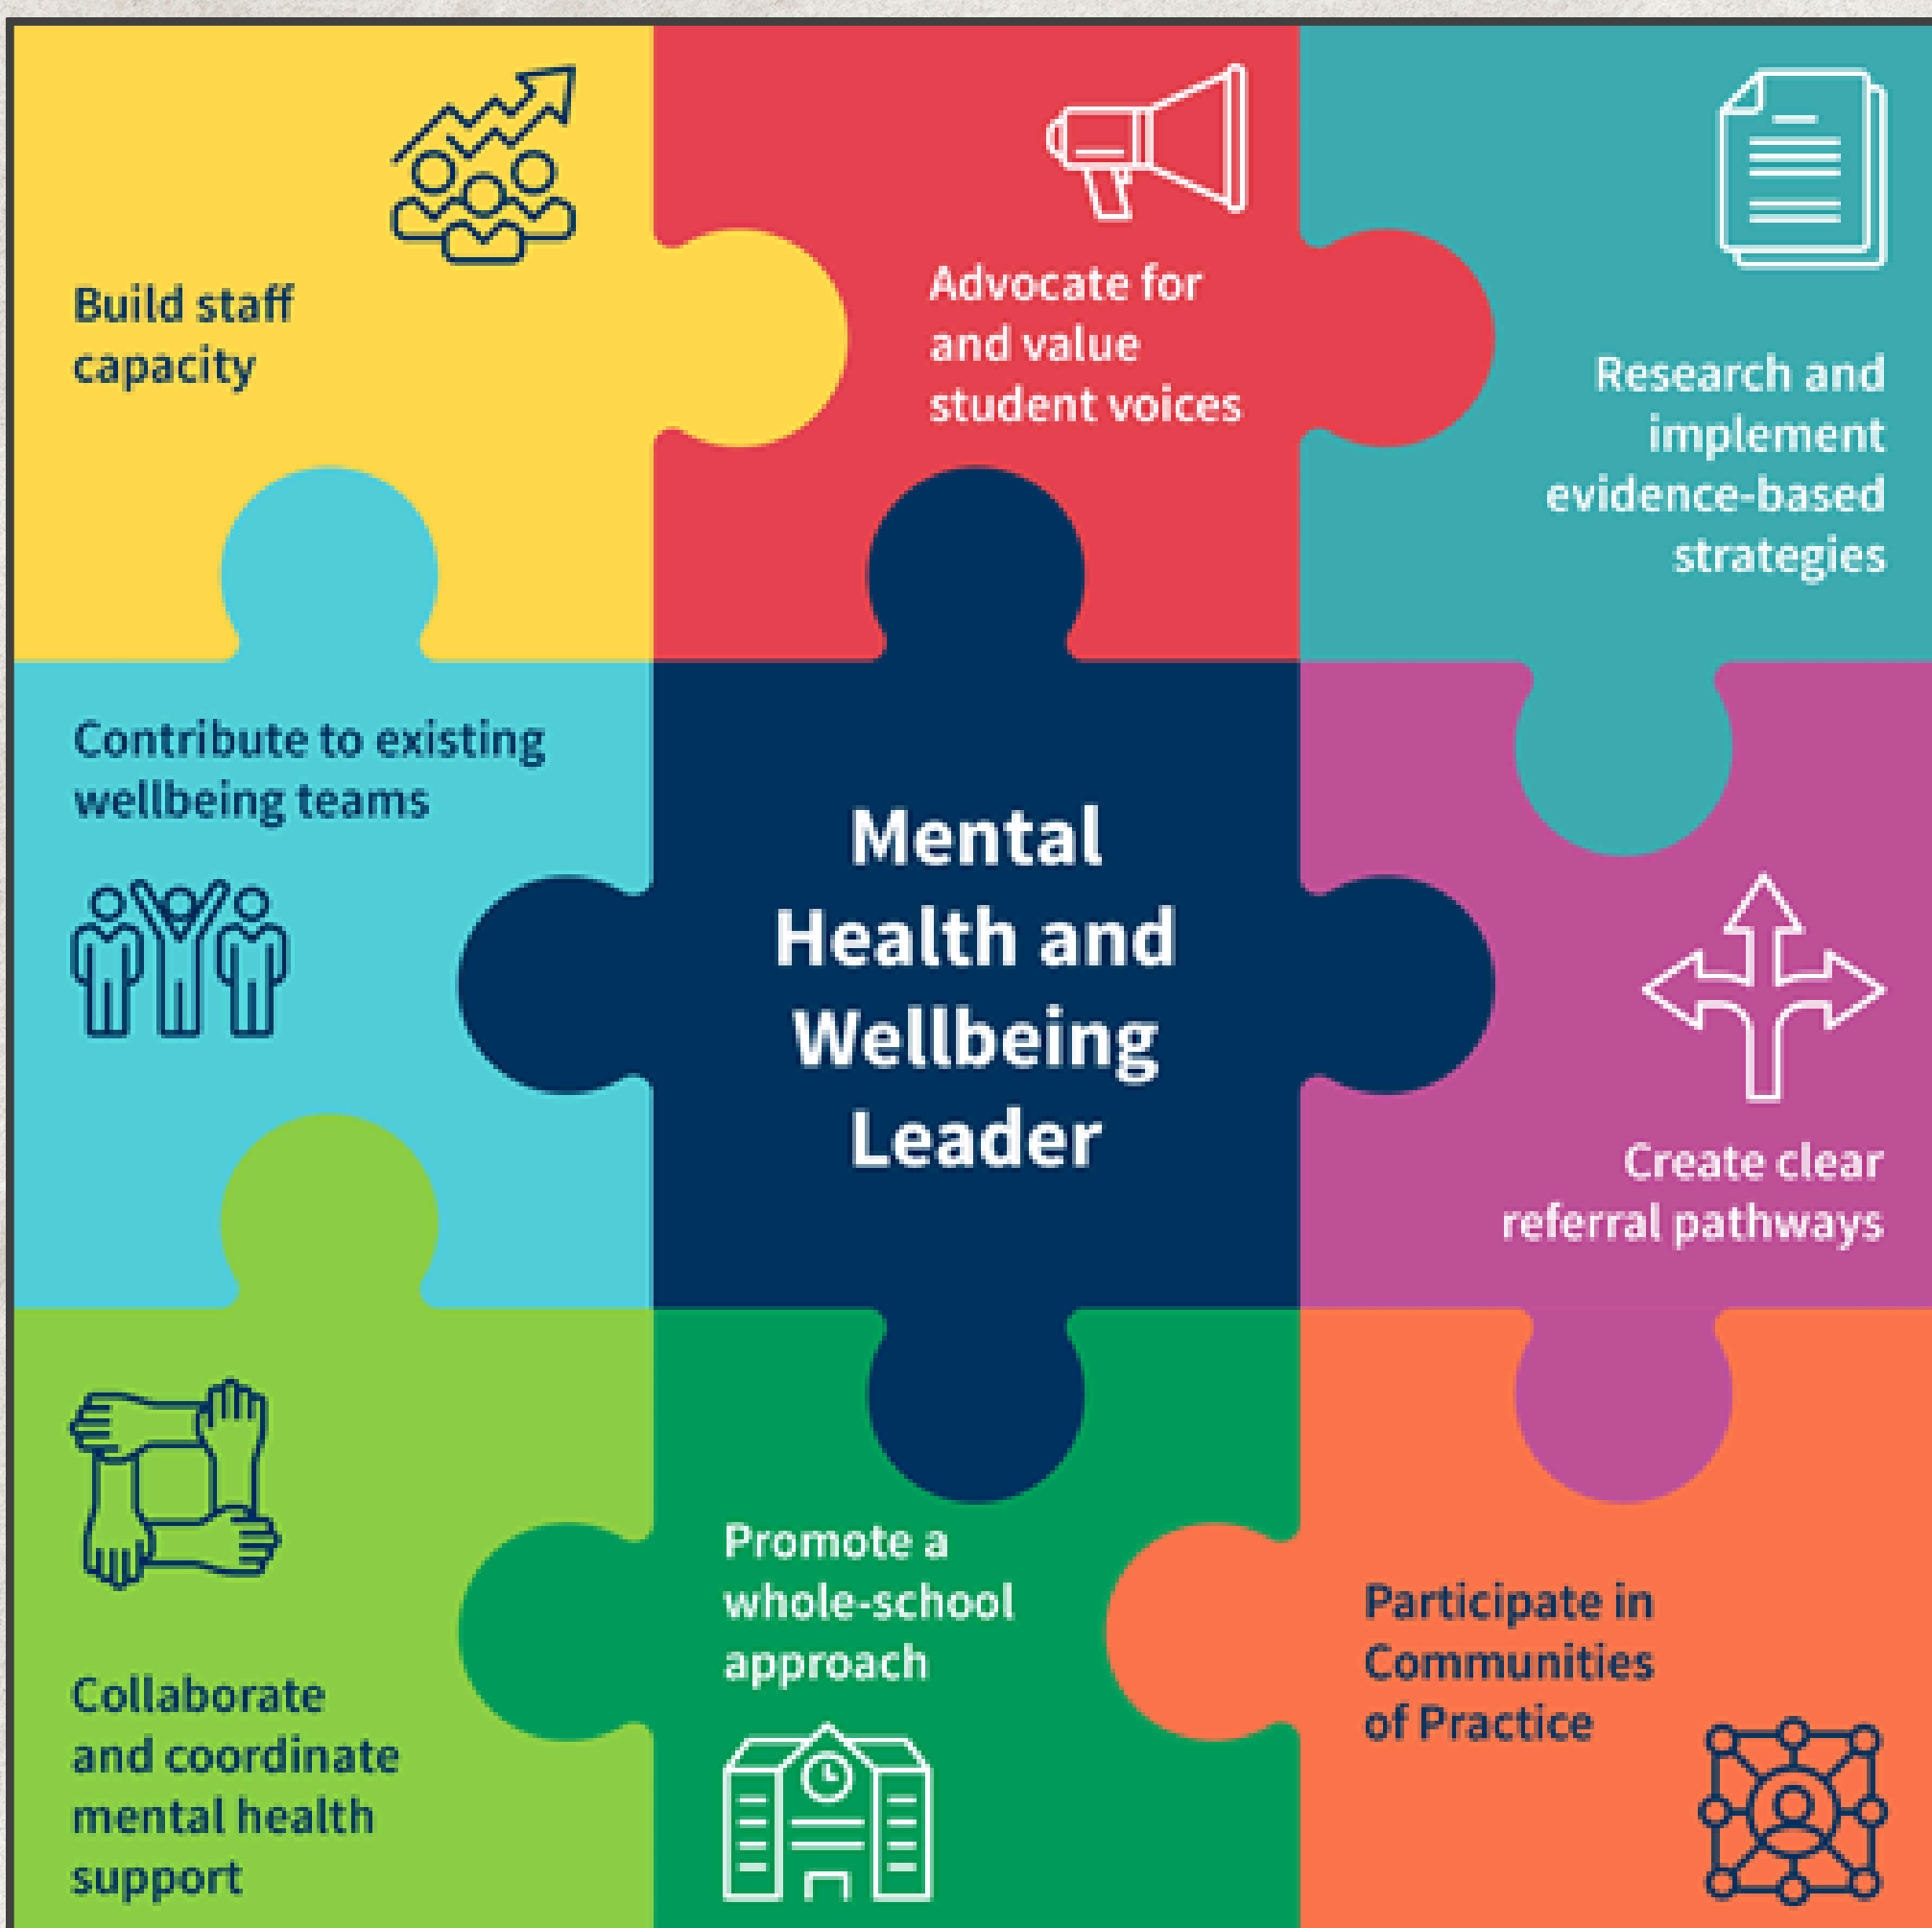 Build staff
capacity
Advocate for
and value
student voices
Research and
implement
evidence-based
strategies
Contribute to existing
wellbeing teams
Mental
Health and
Wellbeing
Leader
Create clear
referral pathways
Collaborate
and coordinate
mental health
support
Promote a
whole-school
approach
Participate in
Communities
of Practice